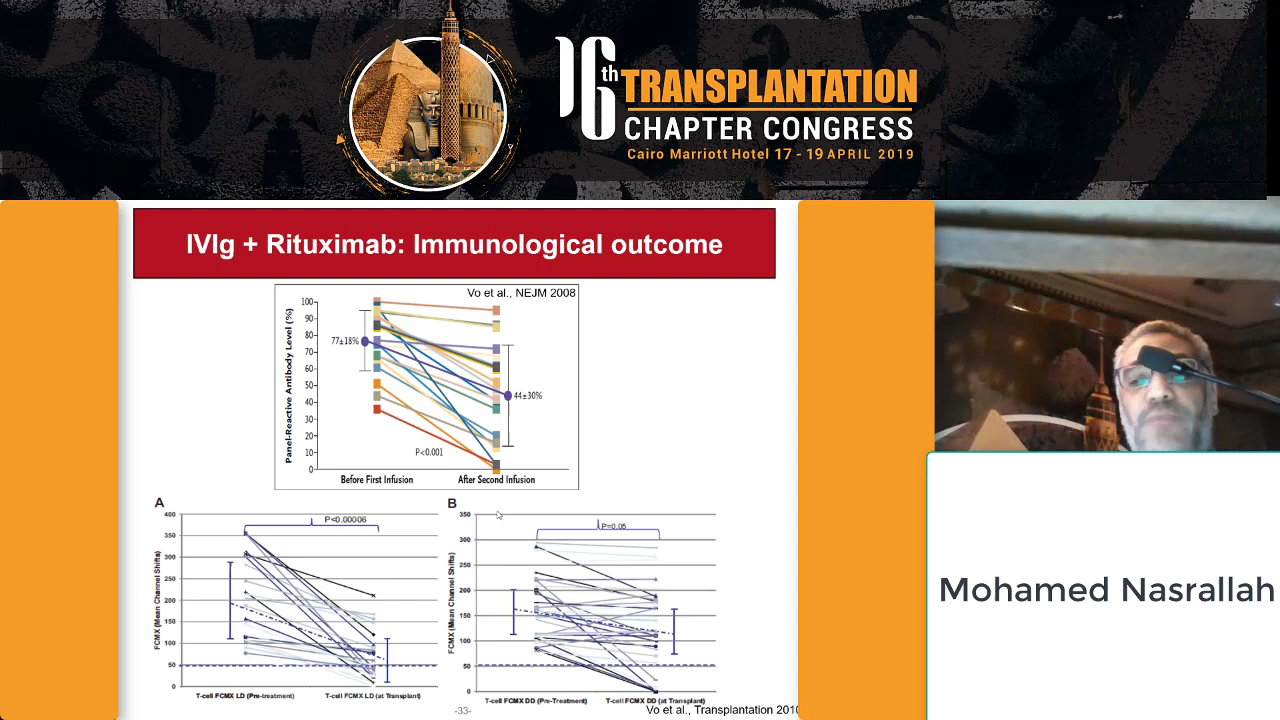 16th TRANSPLANTATION
CHAPTER CONGRESS
Cairo Marriott Hotel 17 - 19 APRIL 2019
IVIg + Rituximab: Immunological outcome
Vo et al., NEJM 2008
Panel-Reactive Antibody Level (%)
100
90
80
70
60
50
40
30
20
10
0
77±18%
44±30%
P<0.001
Before First Infusion
After Second Infusion
A
P<0.00006
FCMX (Mean Channel Shifts)
400
350
300
250
200
150
100
50
0
T-cell FCMX LD (Pre-treatment)
T-cell FCMX LD (at Transplant)
B
P=0.05
FCMX (Mean Channel Shifts)
350
300
250
200
150
100
50
0
T-cell FCMX DD (Pre-Treatment)
T-cell FCMX DD (at Transplant)
-33-
Vo et al., Transplantation 2010
Mohamed Nasrallah